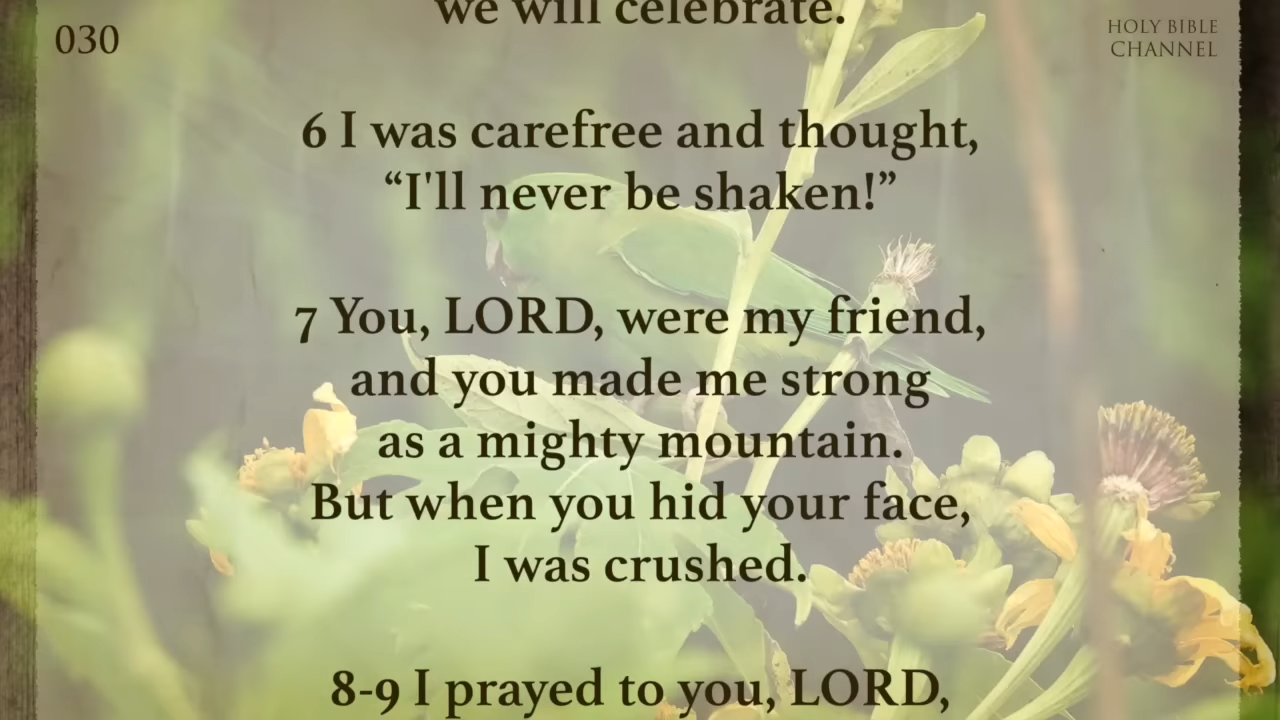 we will celebrate.
030
HOLY BIBLE
CHANNEL
6 I was carefree and thought,
“I'll never be shaken!”
7 You, LORD, were my friend,
and you made me strong
as a mighty mountain.
But when you hid your face,
I was crushed.
8-9 I prayed to you, LORD,